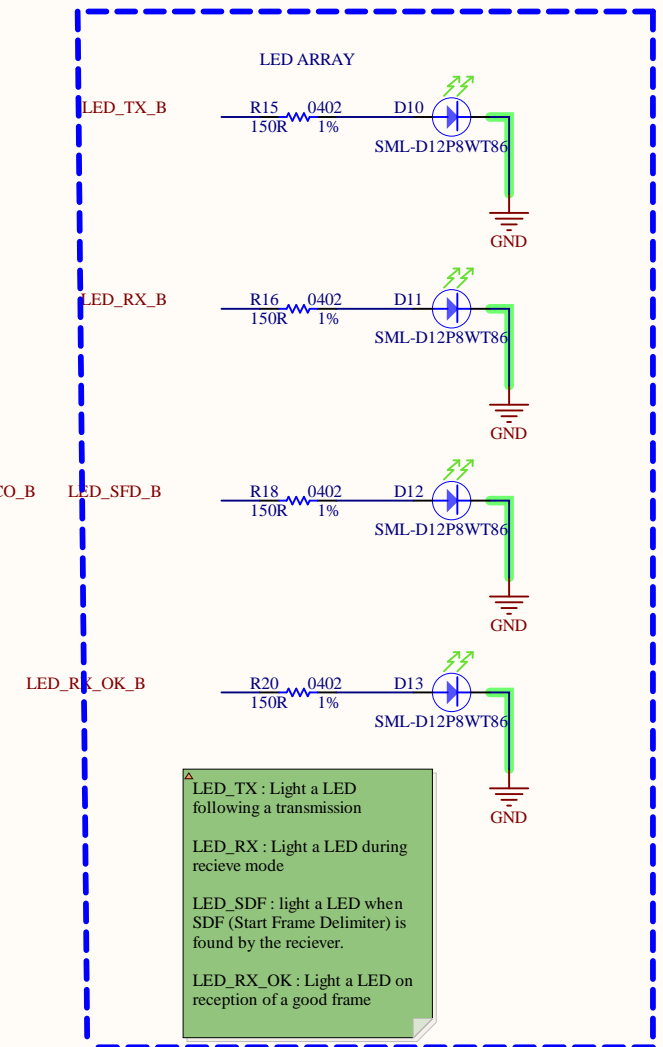 LED ARRAY
LED_TX_B
R15 0402
150R 1%
D10
SML-D12P8WT86
GND
LED_RX_B
R16 0402
150R 1%
D11
SML-D12P8WT86
GND
CO_B
LED_SFD_B
R18 0402
150R 1%
D12
SML-D12P8WT86
GND
LED_RX_OK_B
R20 0402
150R 1%
D13
SML-D12P8WT86
GND
LED_TX : Light a LED
following a transmission
LED_RX : Light a LED during
recieve mode
LED_SDF : light a LED when
SDF (Start Frame Delimiter) is
found by the reciever.
LED_RX_OK : Light a LED on
reception of a good frame